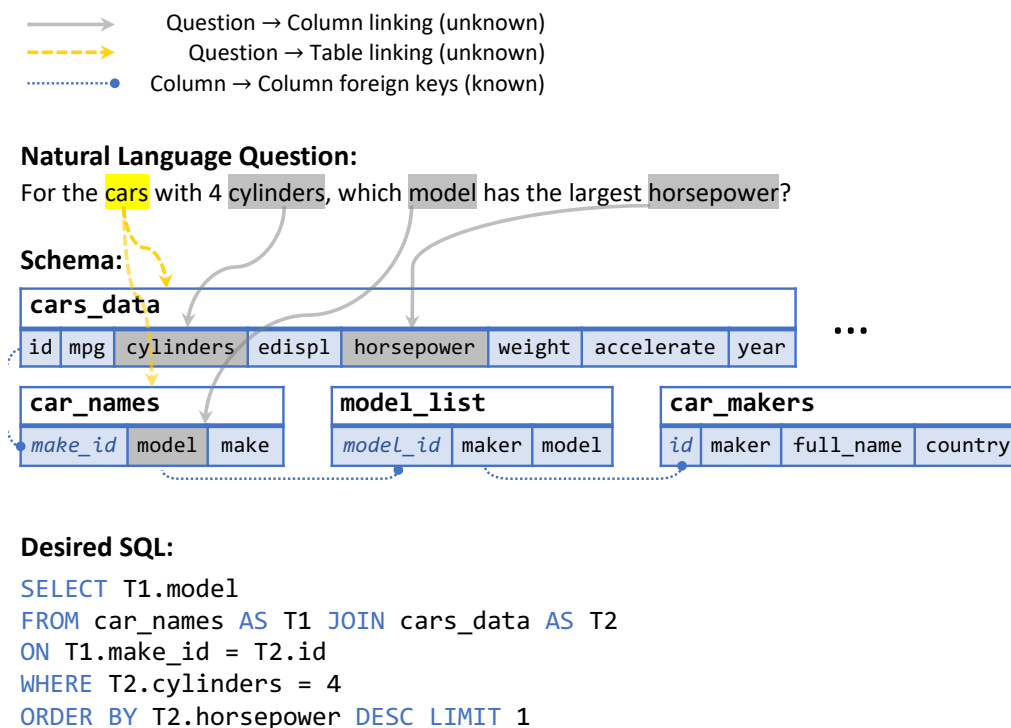 Question → Column linking (unknown)
Question → Table linking (unknown)
Column → Column foreign keys (known)
Natural Language Question:
For the cars with 4 cylinders, which model has the largest horsepower?
Schema:
cars_data
...
id mpg cylinders edispl horsepower weight accelerate year
car_names model_list car_makers
make_id model make model_id maker model id maker full_name country
Desired SQL:
SELECT T1.model
FROM car_names AS T1 JOIN cars_data AS T2
ON T1.make_id = T2.id
WHERE T2.cylinders = 4
ORDER BY T2.horsepower DESC LIMIT 1